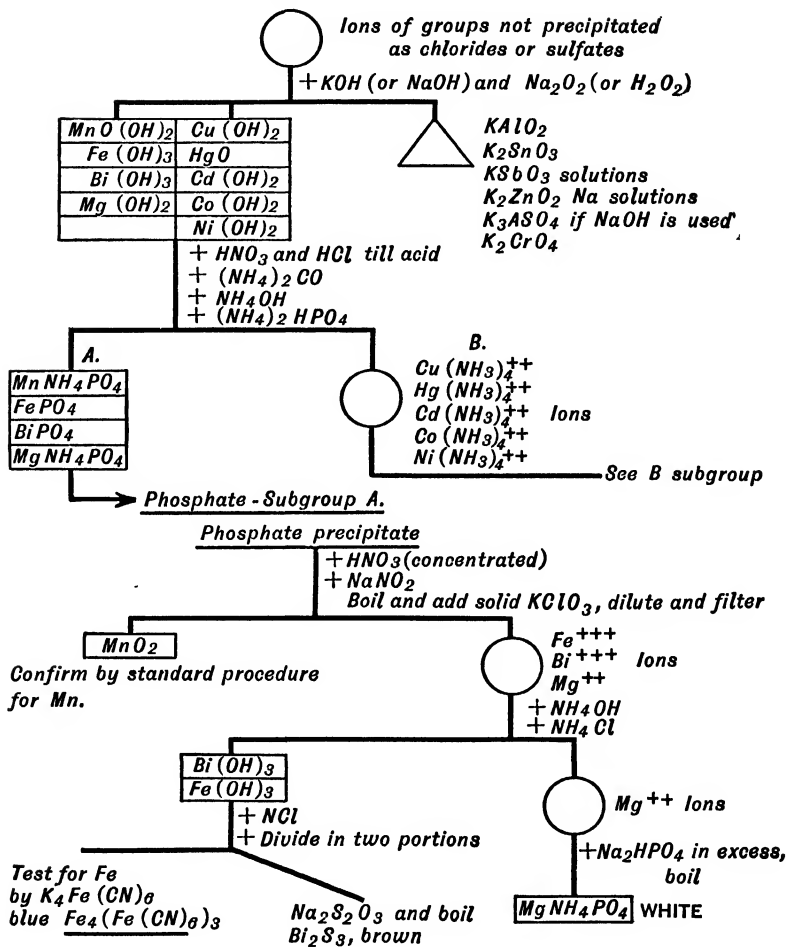 Ions of groups not precipitated
as chlorides or sulfates
+KOH (or NaOH) and Na2O2 (or H2O2)
MnO (OH)2 Cu (OH)2
Fe (OH)3 HgO
Bi (OH)3 Cd (OH)2
Mg (OH)2 Co (OH)2
Ni (OH)2
KAlO2
K2SnO3
KSbO3 solutions
K2ZnO2 Na solutions
K3ASO4 if NaOH is used
K2CrO4
+ HNO3 and HCl till acid
+ (NH4)2CO
+ NH4OH
+ (NH4)2HPO4
A.
MnNH4PO4
FePO4
BiPO4
MgNH4PO4
B.
Cu(NH3)4++
Hg(NH3)4++
Cd(NH3)4++ Ions
Co(NH3)4++
Ni(NH3)4++
See B subgroup
Phosphate - Subgroup A.
Phosphate precipitate
+HNO3(concentrated)
+NaNO2
Boil and add solid KClO3, dilute and filter
MnO2
Confirm by standard procedure
for Mn.
Fe+++
Bi+++ Ions
Mg++
+NH4OH
+NH4Cl
Bi(OH)3
Fe(OH)3
+ NCl
+ Divide in two portions
Mg++ Ions
+Na2HPO4 in excess,
boil
MgNH4PO4 WHITE
Test for Fe
by K4Fe(CN)6
blue Fe4(Fe(CN)6)3
Na2S2O3 and boil
Bi2S3, brown